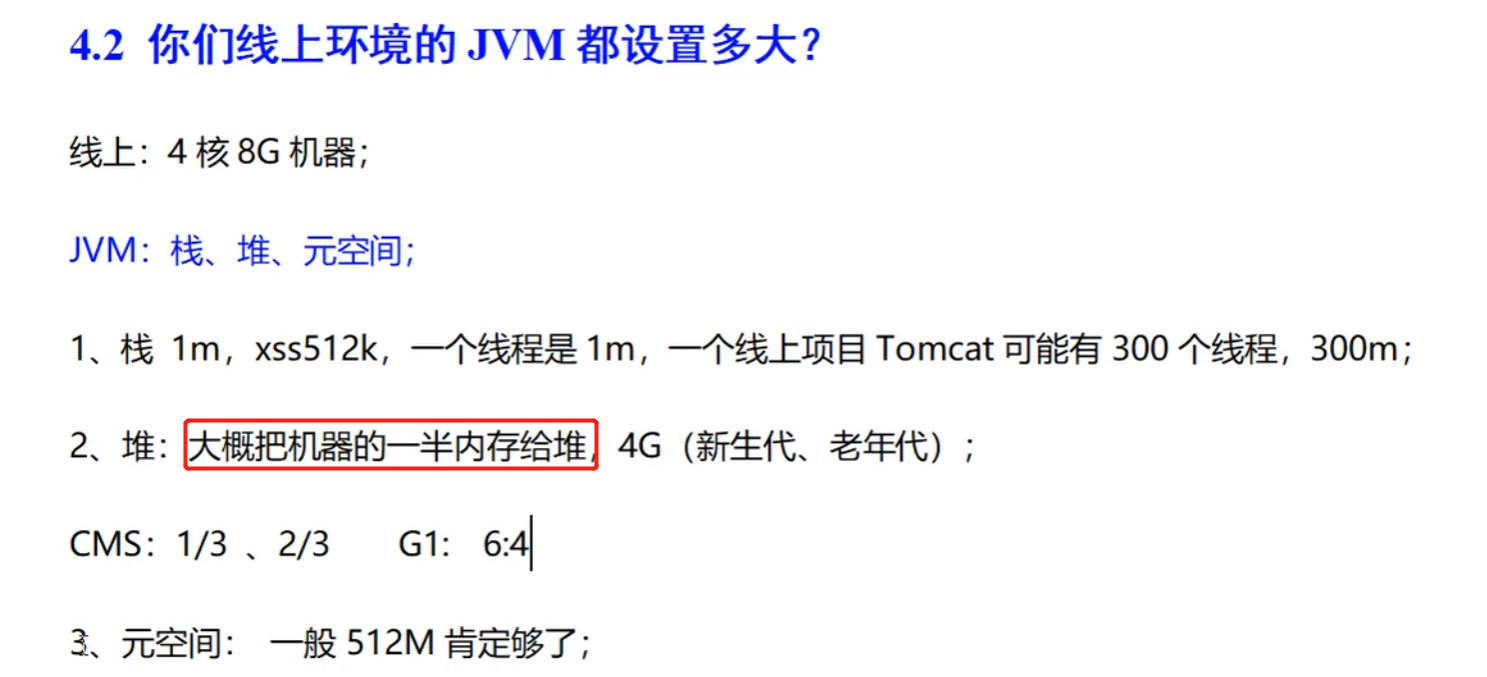 4.2 你们线上环境的 JVM 都设置多大？
线上：4 核 8G 机器；
JVM：栈、堆、元空间；
1、栈 1m，xss512k，一个线程是 1m，一个线上项目 Tomcat 可能有 300 个线程，300m；
2、堆：大概把机器的一半内存给堆，4G（新生代、老年代）；
CMS：1/3 、2/3 G1： 6:4
3、元空间： 一般 512M 肯定够了；